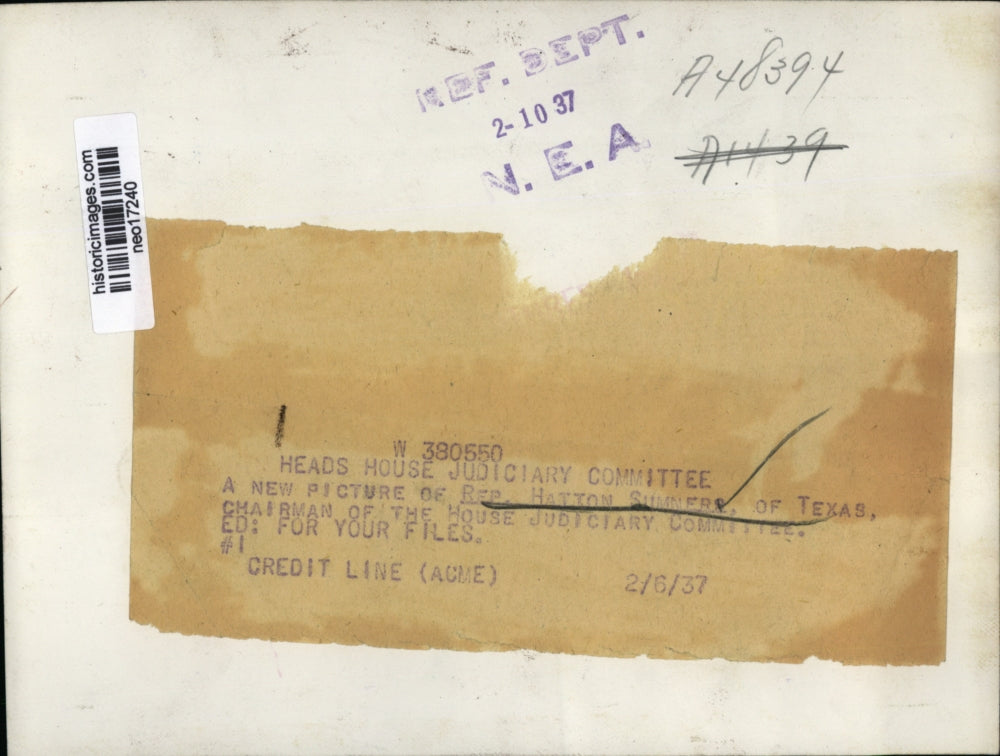 REF. DEPT.
2-10 37
N. E. A.
A48394
A1439
historicimages.com
neo17240
W 380550
HEADS HOUSE JUDICIARY COMMITTEE
A NEW PICTURE OF REP. HATTON SUMNERS, OF TEXAS,
CHAIRMAN OF THE HOUSE JUDICIARY COMMITTEE.
ED: FOR YOUR FILES.
#1
CREDIT LINE (ACME) 2/6/37